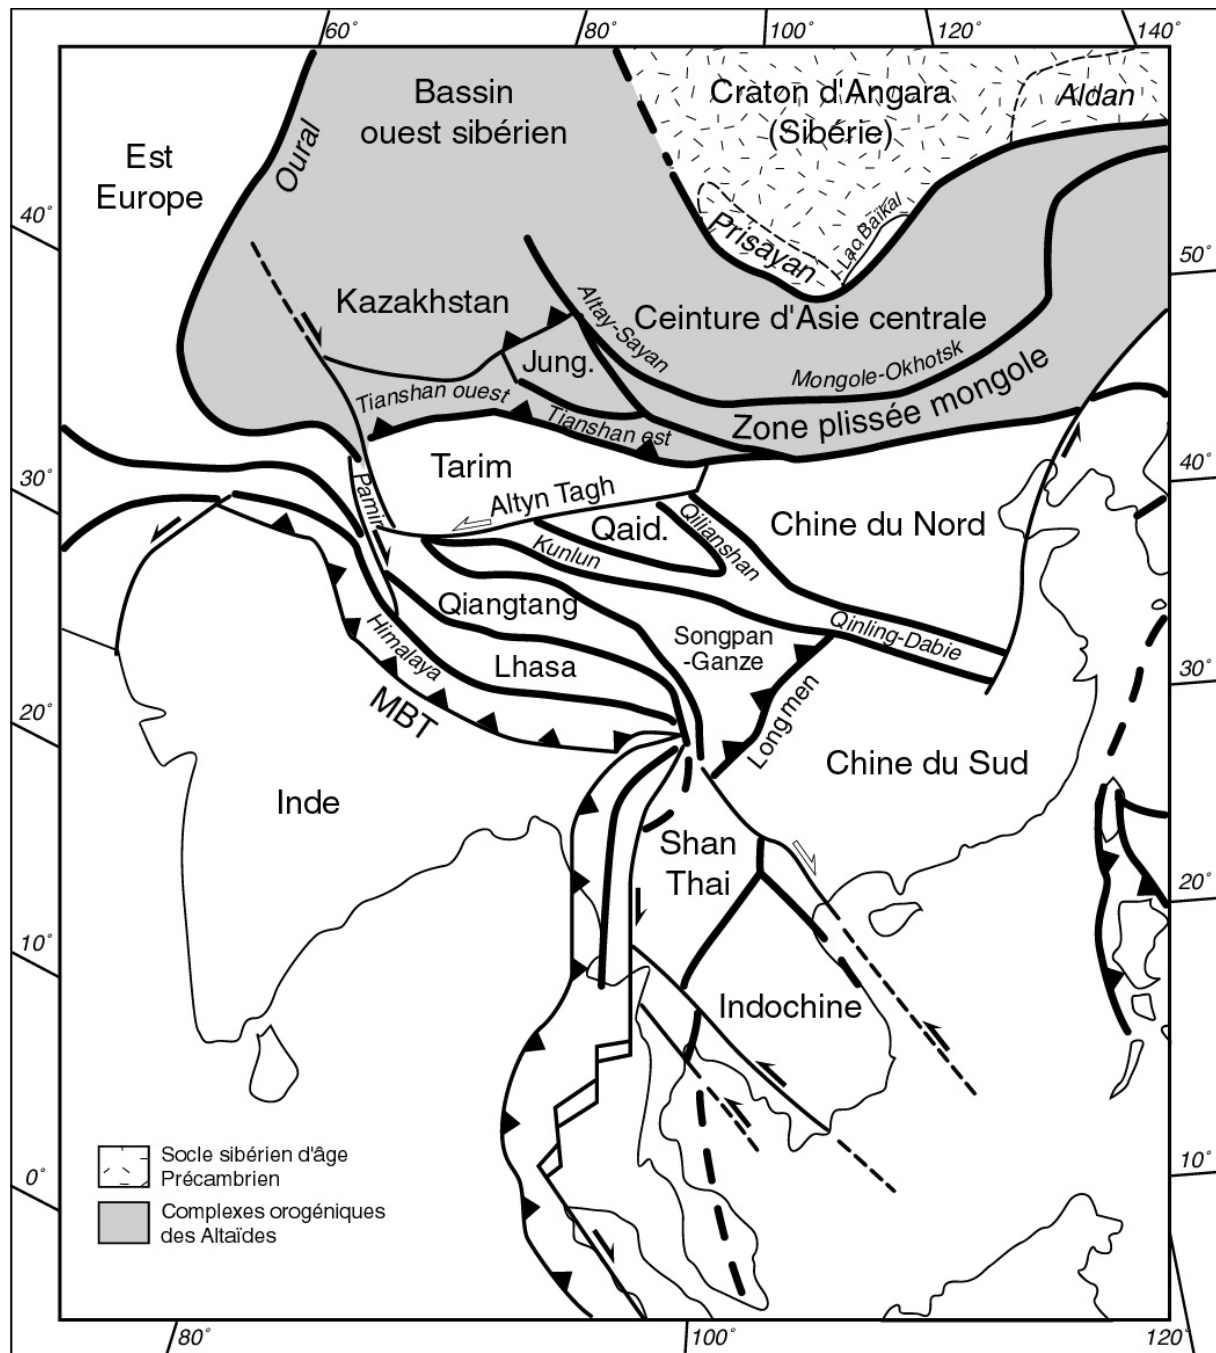 60°
80°
100°
120°
140°
Bassin
ouest sibérien
Craton d'Angara
(Sibérie)
Aldan
Oural
Est
Europe
40°
Prisayan
Lac Baïkal
50°
Kazakhstan
Altay-Sayan
Ceinture d'Asie centrale
Jung.
Mongole-Okhotsk
Tianshan ouest
Tianshan est
Zone plissée mongole
30°
Tarim
40°
Pamir
Altyn Tagh
Qaid.
Qilianshan
Chine du Nord
Kunlun
Qiangtang
Songpan
-Ganze
Qinling-Dabie
Himalaya
Lhasa
30°
MBT
Longmen
20°
Chine du Sud
Inde
Shan
Thai
20°
10°
Indochine
Socle sibérien d'âge
Précambrien
10°
0°
Complexes orogéniques
des Altaïdes
80°
100°
120°